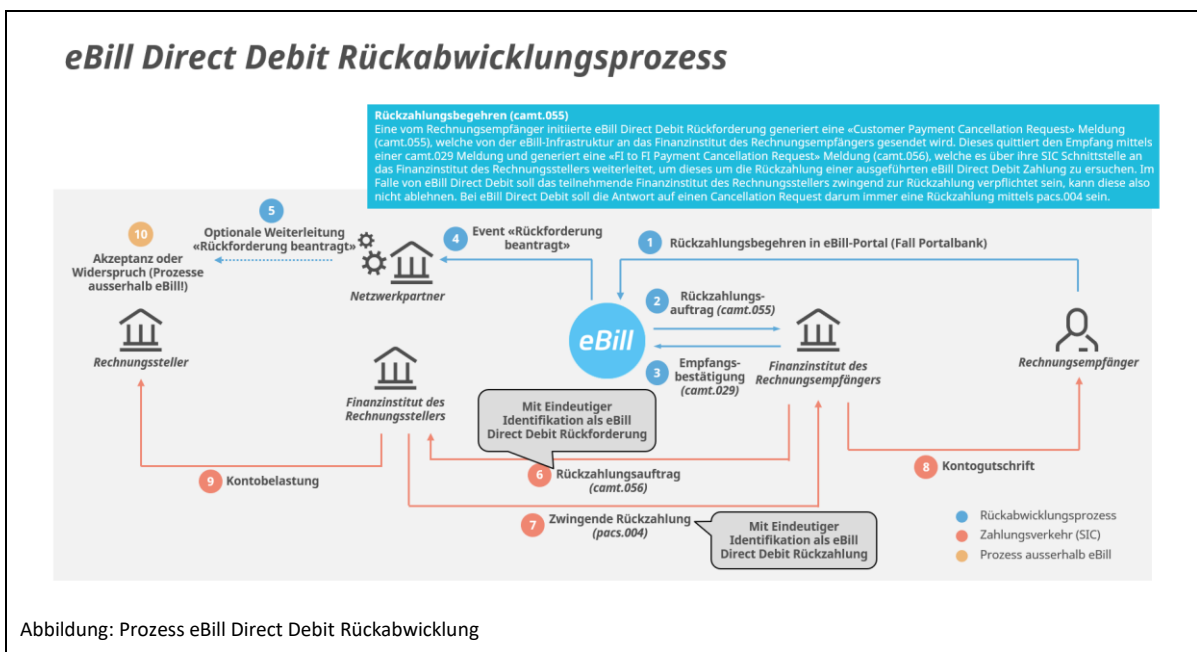 eBill Direct Debit Rückabwicklungsprozess
Rückzahlungsbegehren (camt.055)
Eine vom Rechnungsempfänger initiierte eBill Direct Debit Rückforderung generiert eine «Customer Payment Cancellation Request» Meldung
(camt.055), welche von der eBill-Infrastruktur an das Finanzinstitut des Rechnungsempfängers gesendet wird. Dieses quittiert den Empfang mittels
einer camt.029 Meldung und generiert eine «FI to FI Payment Cancellation Request» Meldung (camt.056), welche es über ihre SIC Schnittstelle an
das Finanzinstitut des Rechnungsstellers weiterleitet, um dieses um die Rückzahlung einer ausgeführten eBill Direct Debit Zahlung zu ersuchen. Im
Falle von eBill Direct Debit soll das teilnehmende Finanzinstitut des Rechnungsstellers zwingend zur Rückzahlung verpflichtet sein, kann diese also
nicht ablehnen. Bei eBill Direct Debit soll die Antwort auf einen Cancellation Request darum immer eine Rückzahlung mittels pacs.004 sein.
10
Akzeptanz oder
Widerspruch (Prozesse
ausserhalb eBill!)
5
Optionale Weiterleitung
«Rückforderung beantragt»
Netzwerkpartner
4 Event «Rückforderung
beantragt»
1 Rückzahlungsbegehren in eBill-Portal (Fall Portalbank)
2 Rückzahlungs-
auftrag (camt.055)
eBill
3 Empfangs-
bestätigung
(camt.029)
Rechnungssteller
Finanzinstitut des
Rechnungsstellers
Finanzinstitut des
Rechnungsempfängers
Rechnungsempfänger
Mit Eindeutiger
Identifikation als eBill
Direct Debit Rückforderung
9 Kontobelastung
6 Rückzahlungsauftrag
(camt.056)
8 Kontogutschrift
7 Zwingende Rückzahlung
(pacs.004)
Mit Eindeutiger
Identifikation als eBill
Direct Debit Rückzahlung
Rückabwicklungsprozess
Zahlungsverkehr (SIC)
Prozess ausserhalb eBill
Abbildung: Prozess eBill Direct Debit Rückabwicklung